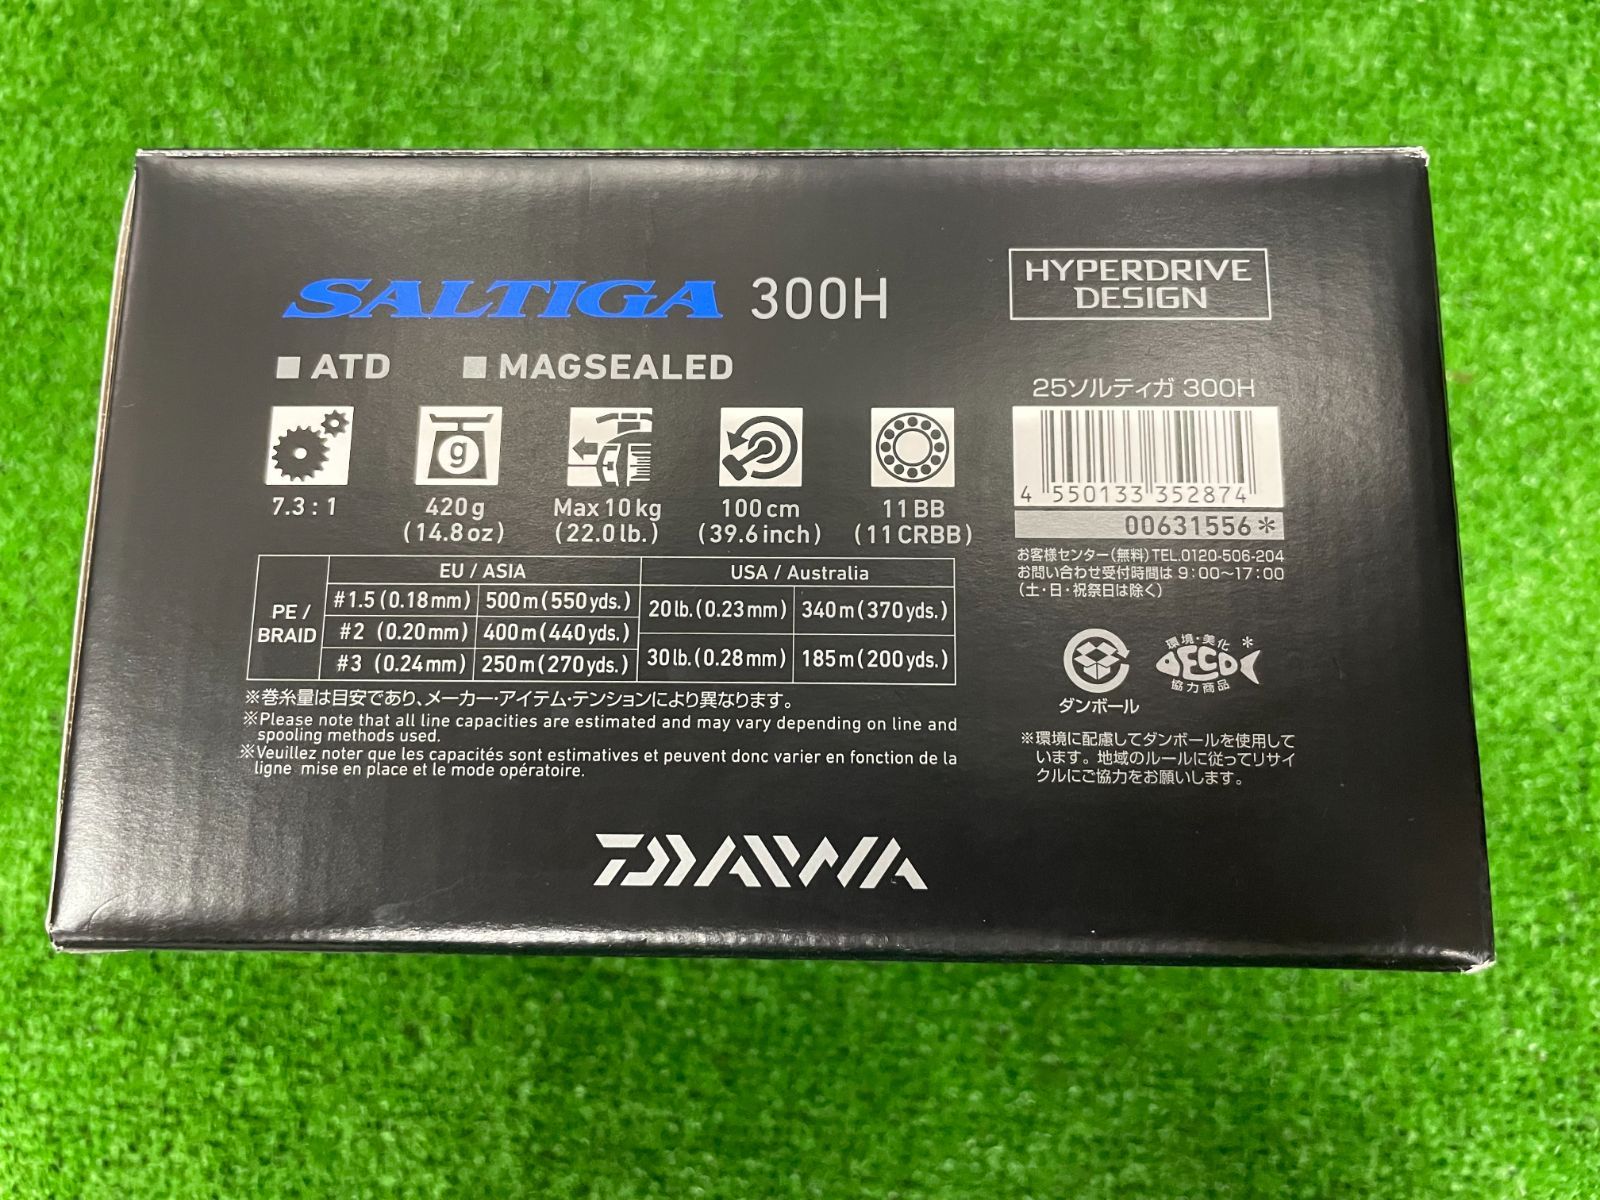 SALTIGA 300H
HYPERDRIVE
DESIGN
■ ATD ■ MAGSEALED
25ソルティガ 300H
g
7.3 : 1
420g
(14.8oz)
Max 10kg
(22.0lb.)
100cm
(39.6inch)
11BB
(11CRBB)
4 550133 352874
00631556*
お客様センター(無料)TEL.0120-506-204
お問い合わせ受付時間は 9:00~17:00
(土・日・祝祭日は除く)
PE /
BRAID
EU / ASIA
#1.5 (0.18mm) 500m(550yds.)
#2 (0.20mm) 400m(440yds.)
#3 (0.24mm) 250m(270yds.)
USA / Australia
20lb.(0.23mm) 340m(370yds.)
30lb.(0.28mm) 185m(200yds.)
※巻糸量は目安であり、メーカー・アイテム・テンションにより異なります。
※Please note that all line capacities are estimated and may vary depending on line and
spooling methods used.
※Veuillez noter que les capacités sont estimatives et peuvent donc varier en fonction de la
ligne mise en place et le mode opératoire.
ダンボール
環境・美化
DECO *
協力商品
※環境に配慮してダンボールを使用して
います。地域のルールに従ってリサイ
クルにご協力をお願いします。
DAIWA